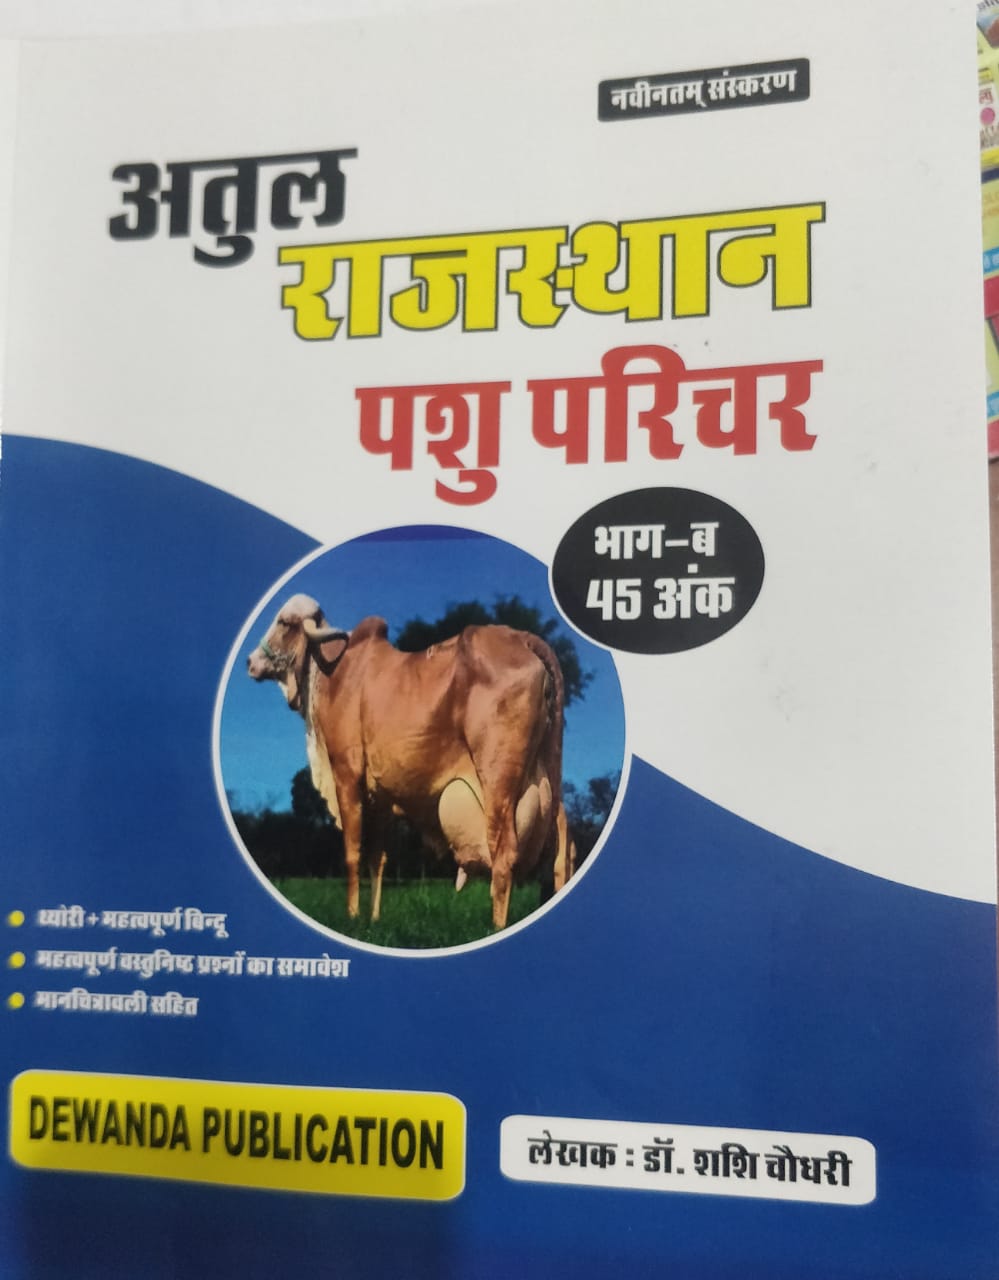 नवीनतम् संस्करण
अतुल
राजस्थान
पशु परिचर
भाग-ब
45 अंक
थ्योरी + महत्वपूर्ण बिन्दू
महत्वपूर्ण वस्तुनिष्ठ प्रश्नों का समावेश
मानचित्रावली सहित
DEWANDA PUBLICATION
लेखक : डॉ. शशि चौधरी